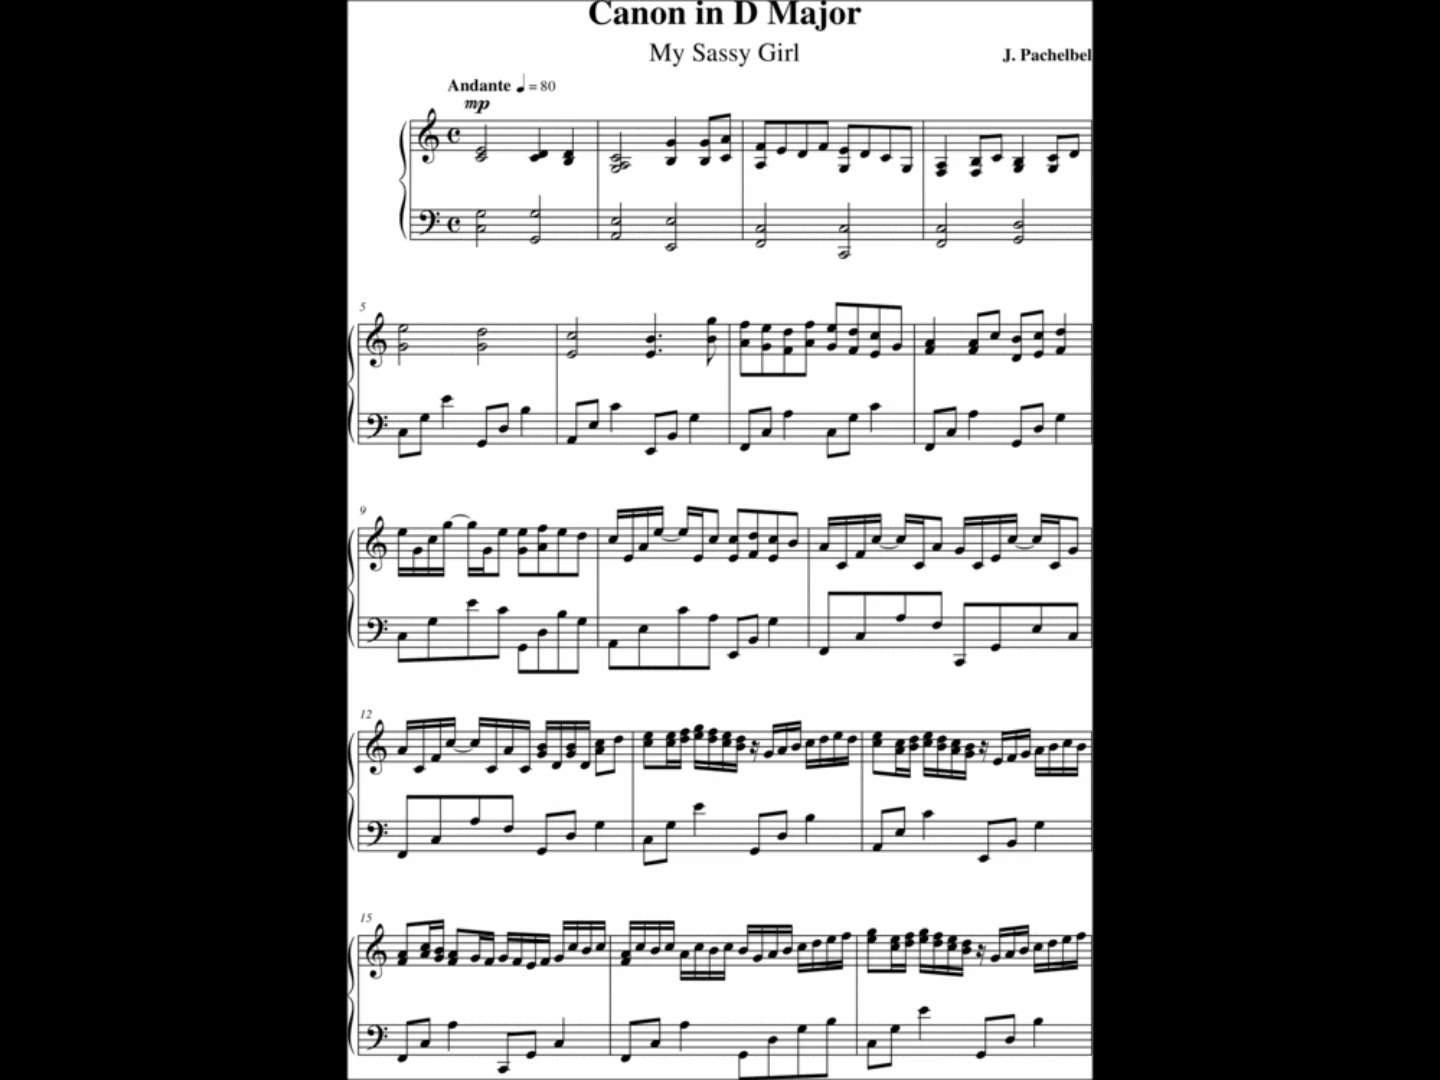 Canon in D Major
My Sassy Girl
J. Pachelbel
Andante ♩ = 80
mp
5
9
12
15